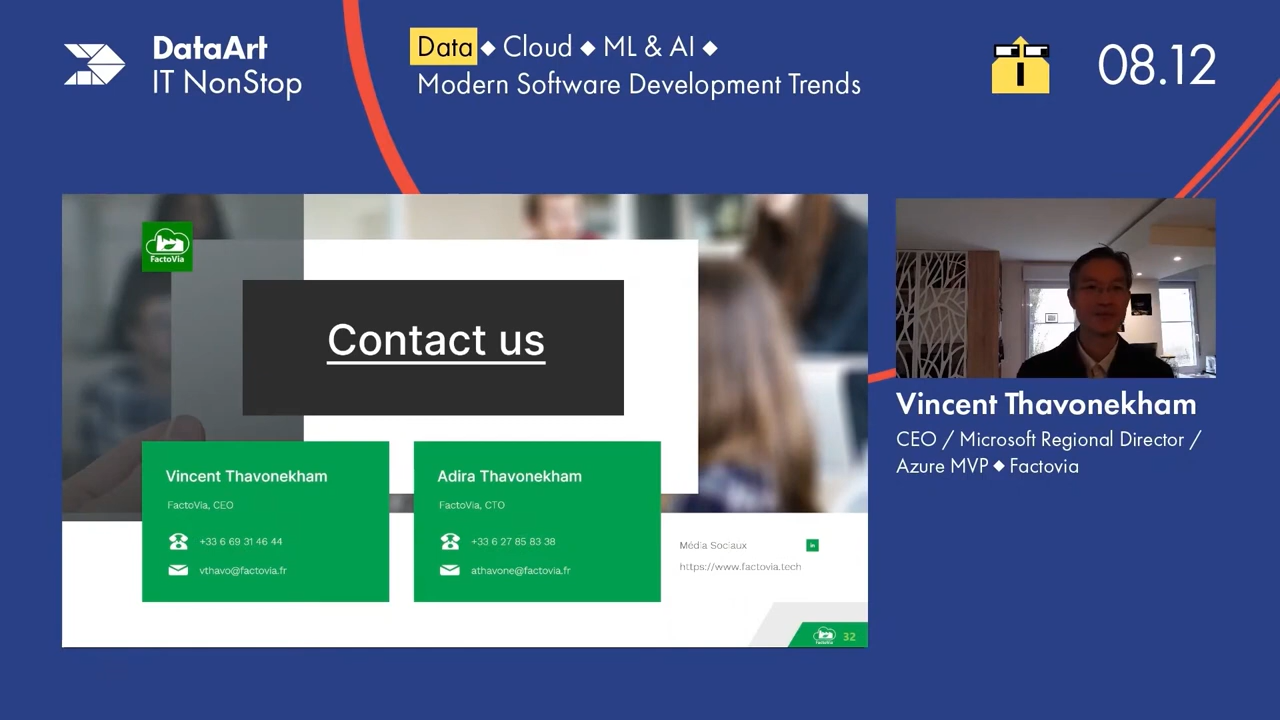 DataArt
IT NonStop
Data ◆ Cloud ◆ ML & AI ◆
Modern Software Development Trends
08.12
FactoVia
Contact us
Vincent Thavonekham
FactoVia, CEO
+33 6 69 31 46 44
vthavo@factovia.fr
Adira Thavonekham
FactoVia, CTO
+33 6 27 85 83 38
athavone@factovia.fr
Média Sociaux
in
https://www.factovia.tech
FactoVia
32
Vincent Thavonekham
CEO / Microsoft Regional Director /
Azure MVP ◆ Factovia